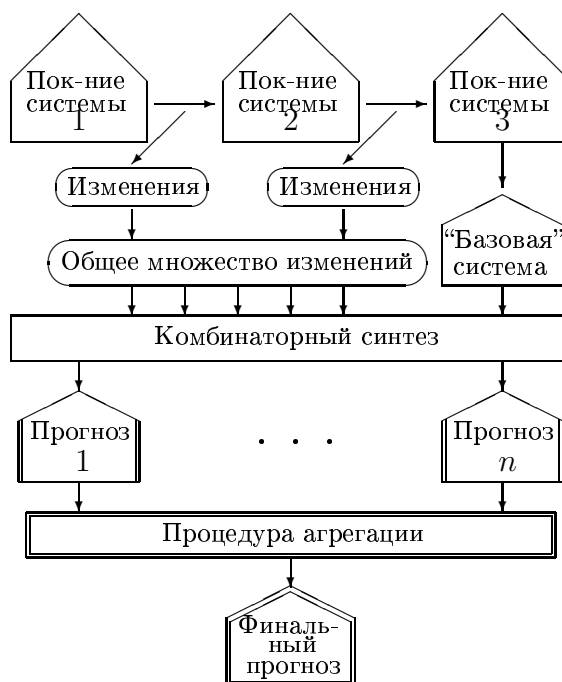 Пок-ние Пок-ние Пок-ние
системы системы системы
1 2 3
Изменения Изменения
“Базовая”
Общее множество изменений
система
Комбинаторный синтез
Прогноз . . . Прогноз
1 n
Процедура агрегации
Финаль-
ный
прогноз